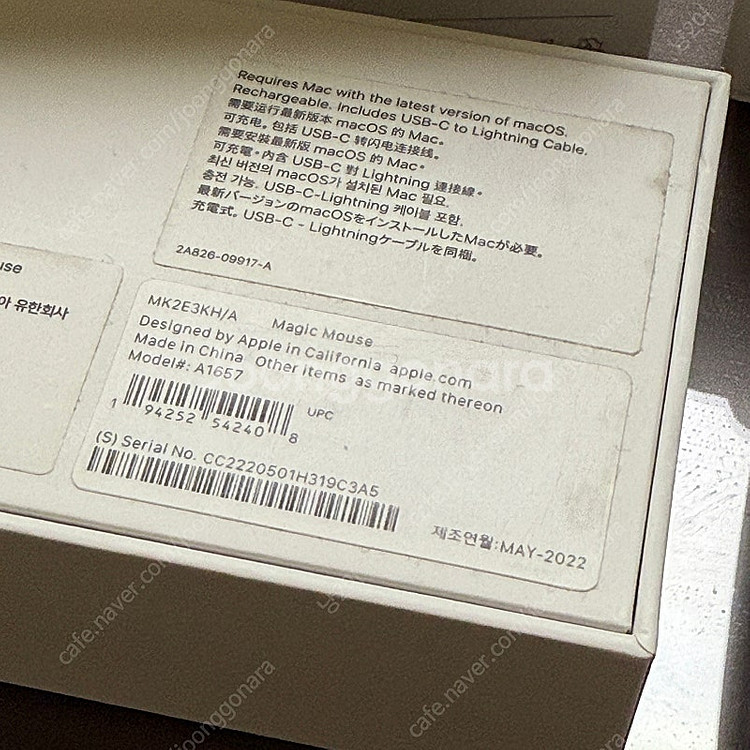 Requires Mac with the latest version of macOS.
Rechargeable. Includes USB-C to Lightning Cable.
需要运行最新版本 macOS 的 Mac。
可充电。包括 USB-C 转闪电连接线。
需要安裝最新版 macOS 的 Mac。
可充電。內含 USB-C 對 Lightning 連接線。
최신 버전의 macOS가 설치된 Mac 필요.
충전 가능. USB-C-Lightning 케이블 포함.
最新バージョンのmacOSをインストールしたMacが必要。
充電式。USB-C - Lightningケーブルを同梱。
2A826-09917-A
use
아 유한회사
MK2E3KH/A Magic Mouse
Designed by Apple in California apple.com
Made in China Other items as marked thereon
Model#: A1657
UPC
1 94252 54240 8
(S) Serial No. CC2220501H319C3A5
제조연월:MAY-2022
joonggonara
cafe.naver.com
joonggonara
cafe.naver.com